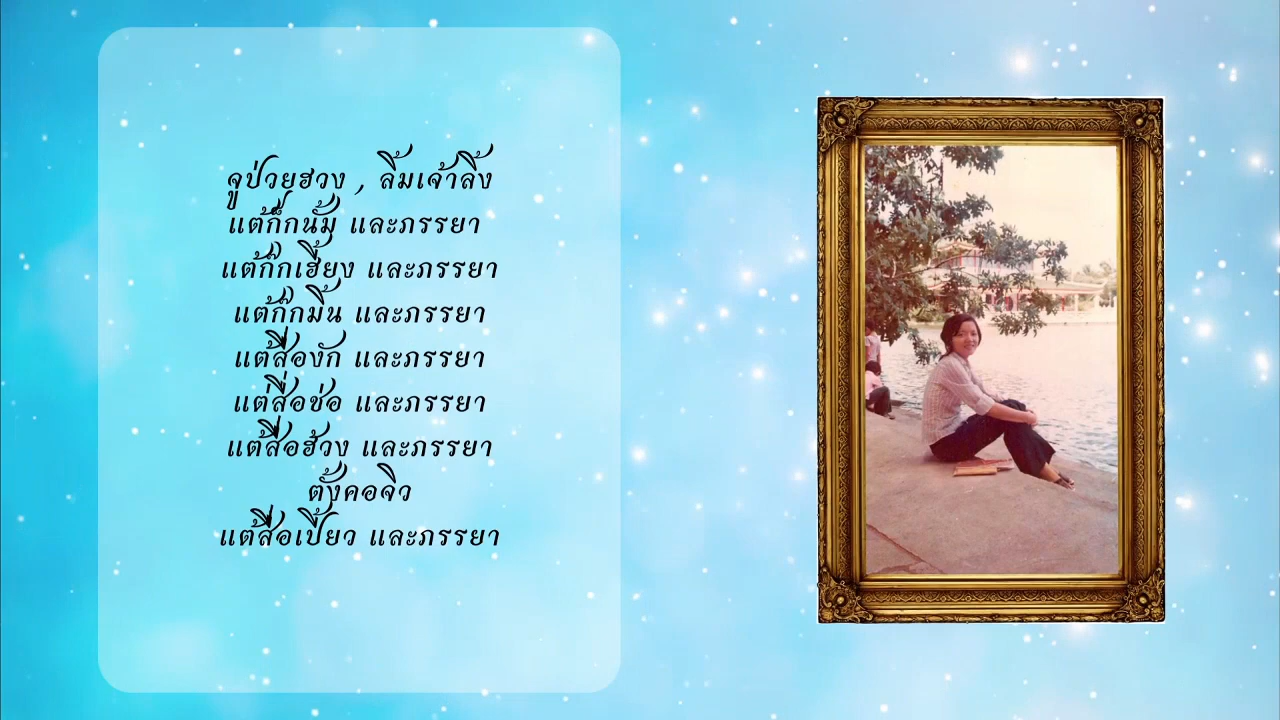 จูป่วยฮวง , ลิ้มเจ้าลิ้ง
แต้กี๊กนั้ม และภรรยา
แต้กี๊กเฮี้ยง และภรรยา
แต้กี๊กมิ้น และภรรยา
แต้สื่องัก และภรรยา
แต่สื่อช่อ และภรรยา
แต้สื่อฮ้วง และภรรยา
ตั้งคอจิว
แต้สื่อเปี้ยว และภรรยา